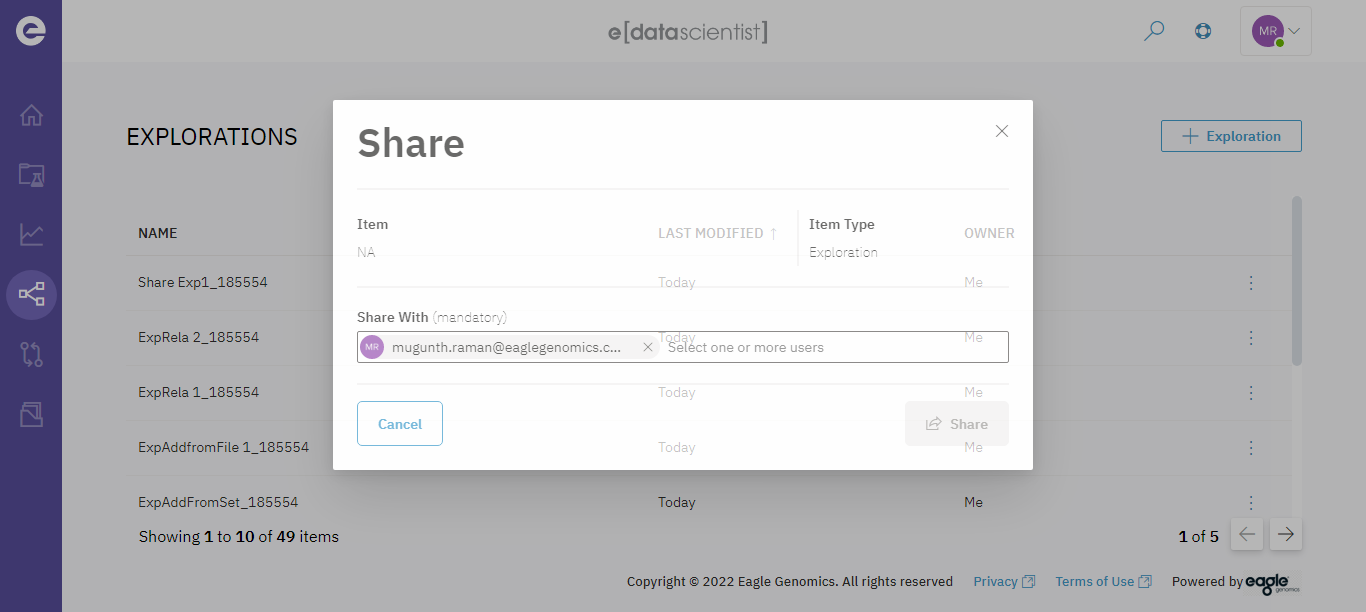 e[datascientist]
MR
EXPLORATIONS
Exploration
Share
NAME
LAST MODIFIED ↑
OWNER
Item
NA
Item Type
Exploration
Share Exp1_185554
Today
Me
Share With (mandatory)
ExpRela 2_185554
Today
Me
MR mugunth.raman@eaglegenomics.c... Select one or more users
ExpRela 1_185554
Today
Me
Cancel
Share
ExpAddfromFile 1_185554
Today
Me
ExpAddFromSet_185554
Today
Me
Showing 1 to 10 of 49 items
1 of 5
Copyright © 2022 Eagle Genomics. All rights reserved
Privacy
Terms of Use
Powered by eagle genomics